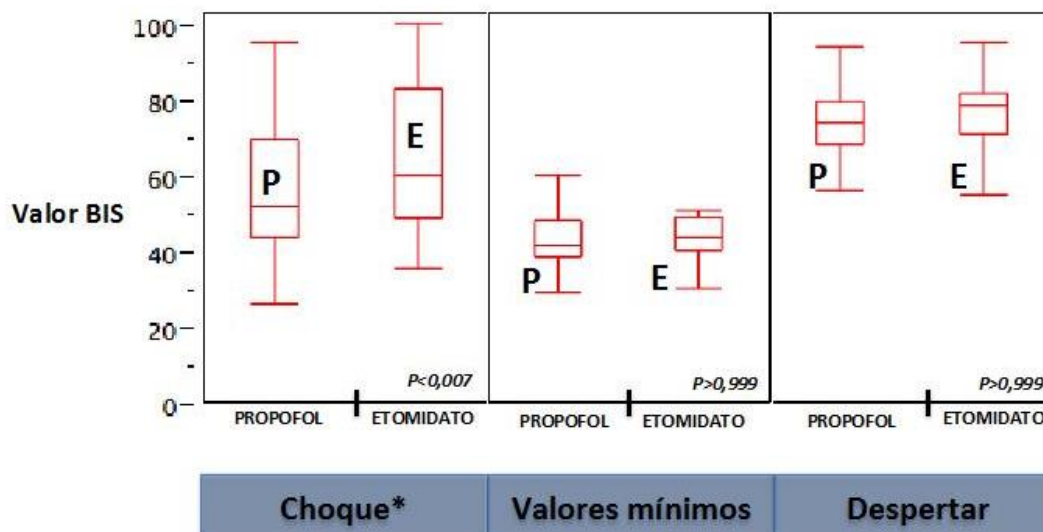 100
80
60
40
20
0
Valor BIS
P
E
P
E
P
E
P<0,007
P>0,999
P>0,999
PROPOFOL ETOMIDATO
PROPOFOL ETOMIDATO
PROPOFOL ETOMIDATO
Choque*
Valores mínimos
Despertar